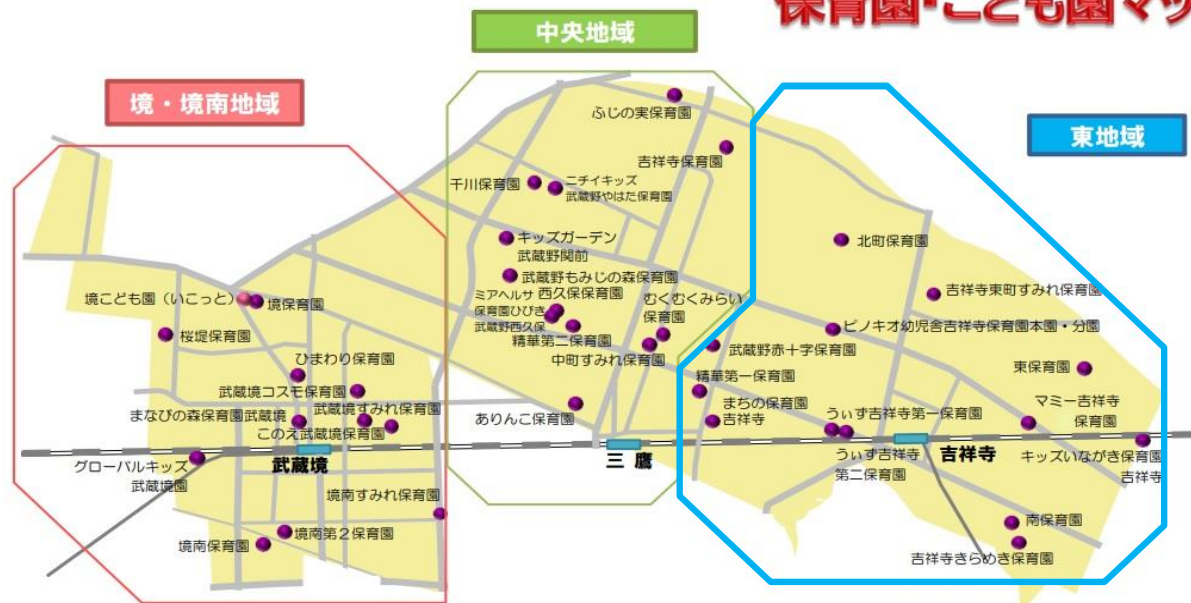 保育園・こども園マッ
中央地域
境・境南地域
東地域
ふじの実保育園
吉祥寺保育園
千川保育園
ニチイキッズ
武蔵野やはた保育園
キッズガーデン
武蔵野関前
武蔵野もみじの森保育園
ミアヘルサ
保育園ひびき
武蔵野西久保
西久保保育園
精華第二保育園
むくむくみらい
保育園
中町すみれ保育園
ありんこ保育園
三鷹
境こども園（いこっと）
境保育園
桜堤保育園
ひまわり保育園
武蔵境コスモ保育園
まなびの森保育園武蔵境
武蔵境すみれ保育園
このえ武蔵境保育園
グローバルキッズ
武蔵境園
武蔵境
境南すみれ保育園
境南第２保育園
境南保育園
北町保育園
吉祥寺東町すみれ保育園
ピノキオ幼児舎吉祥寺保育園本園・分園
武蔵野赤十字保育園
東保育園
精華第一保育園
まちの保育園
吉祥寺
うぃず吉祥寺第一保育園
うぃず吉祥寺
第二保育園
マミー吉祥寺
保育園
吉祥寺
キッズいながき保育園
吉祥寺
南保育園
吉祥寺きらめき保育園